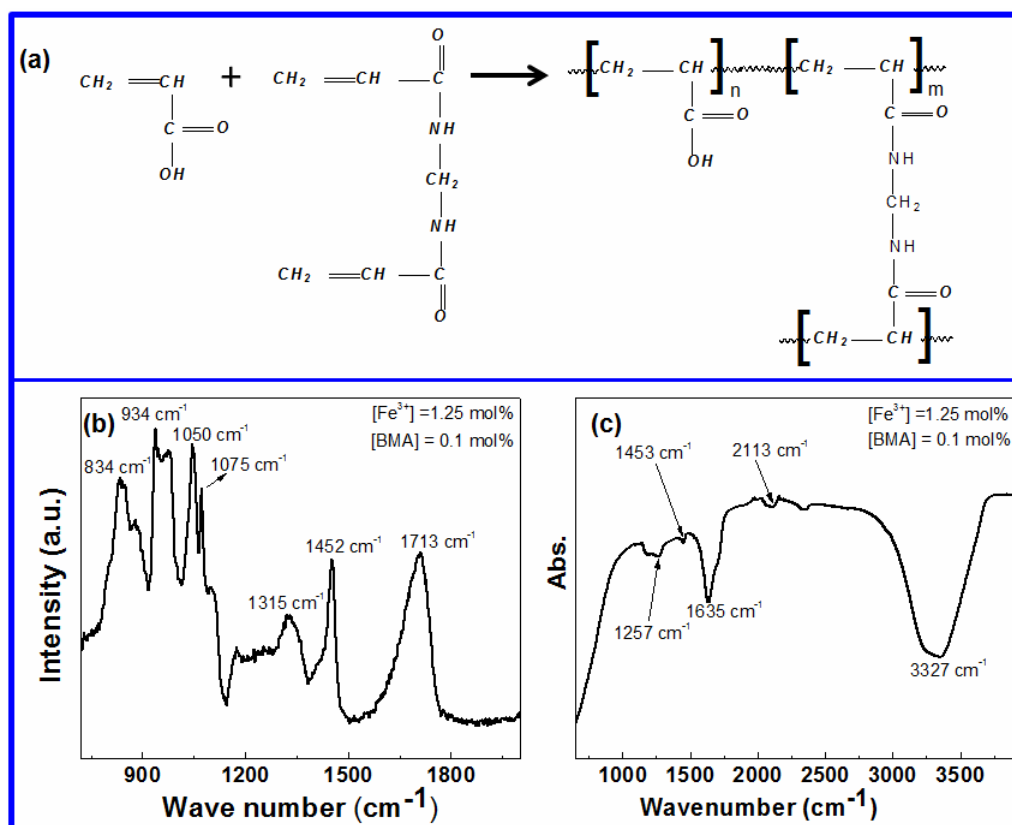 (a)
CH₂ ═ CH
C ═ O
OH
+
O
CH₂ ═ CH — C
NH
CH₂
NH
CH₂ ═ CH — C
O
[ CH₂ — CH ]n [ CH₂ — CH ]m
C ═ O
OH
C ═ O
NH
CH₂
NH
C ═ O
[ CH₂ — CH ]
(b)
[Fe³⁺] =1.25 mol%
[BMA] = 0.1 mol%
934 cm⁻¹
1050 cm⁻¹
834 cm⁻¹
1075 cm⁻¹
1452 cm⁻¹
1713 cm⁻¹
1315 cm⁻¹
Intensity (a.u.)
900 1200 1500 1800
Wave number (cm⁻¹)
(c)
[Fe³⁺] =1.25 mol%
[BMA] = 0.1 mol%
1453 cm⁻¹
2113 cm⁻¹
1635 cm⁻¹
1257 cm⁻¹
3327 cm⁻¹
Abs.
1000 1500 2000 2500 3000 3500
Wavenumber (cm⁻¹)